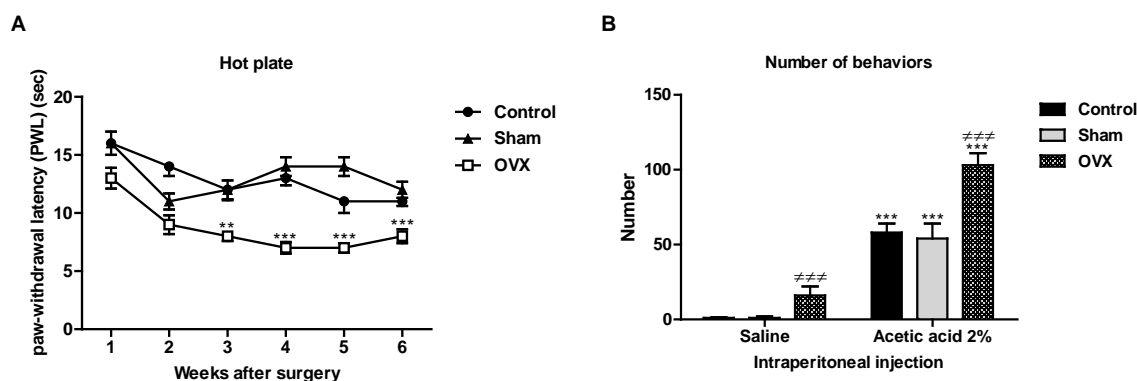 A
Hot plate
paw-withdrawal latency (PWL) (sec)
20
15
10
5
0
** *** *** ***
1 2 3 4 5 6
Weeks after surgery
Control
Sham
OVX
B
Number of behaviors
Number
150
100
50
0
≠≠≠
***
*** ***
≠≠≠
Saline Acetic acid 2%
Intraperitoneal injection
Control
Sham
OVX